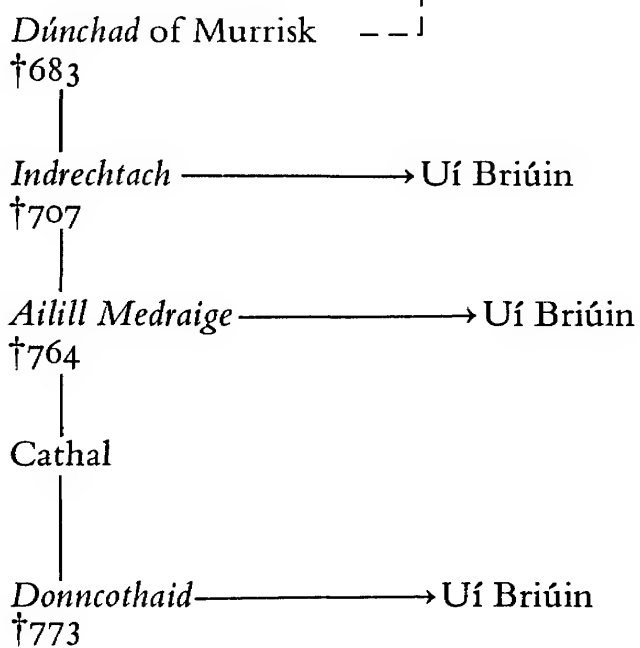 Dúnchad of Murrisk
†683
Indrechtach → Uí Briúin
†707
Ailill Medraige → Uí Briúin
†764
Cathal
Donncothaid → Uí Briúin
†773